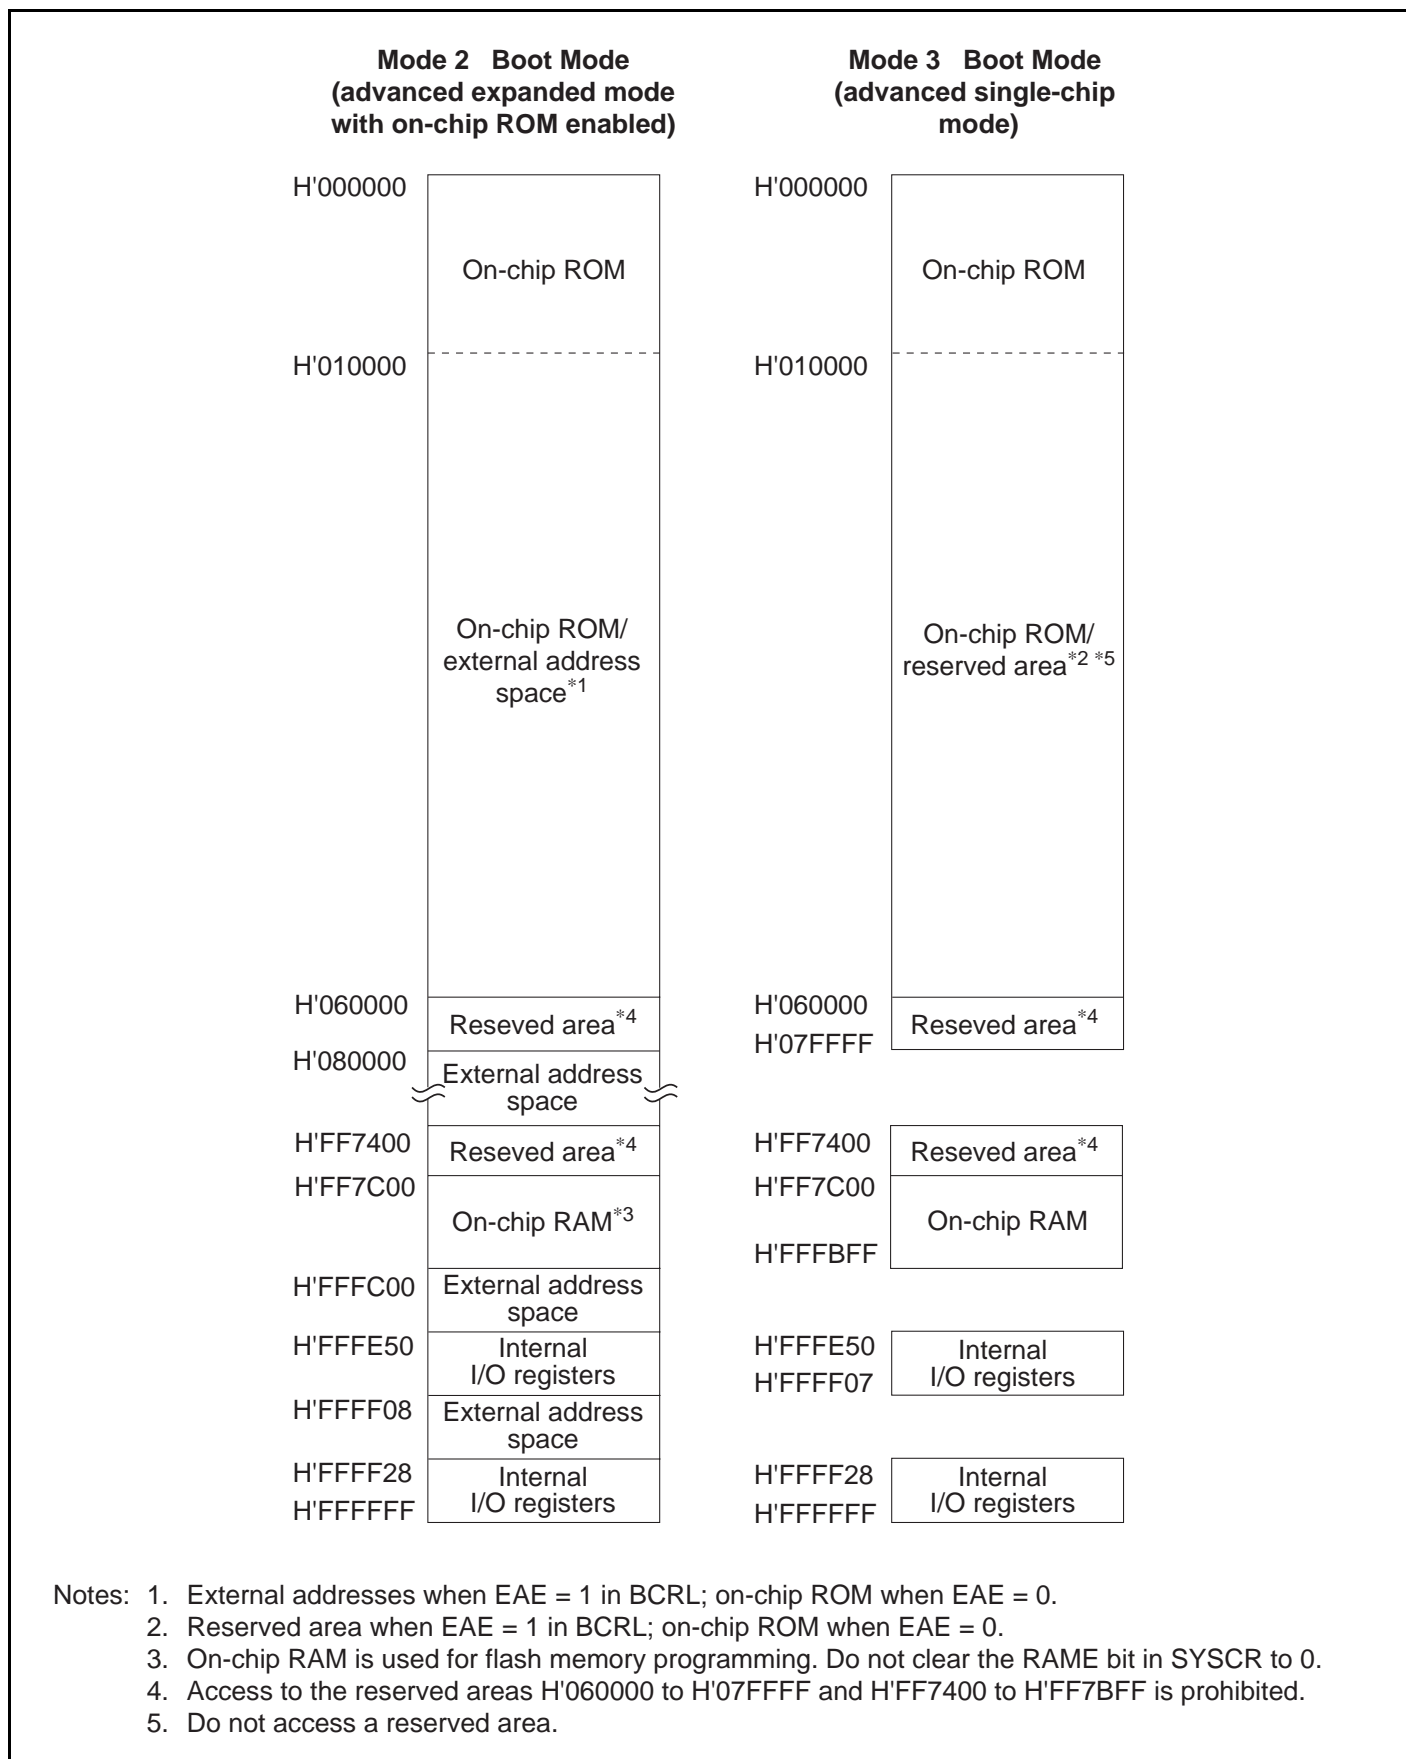 Mode 2   Boot Mode
(advanced expanded mode
with on-chip ROM enabled)
H'000000
On-chip ROM
H'010000
On-chip ROM/
external address
space*1
H'060000
Reseved area*4
H'080000
External address
space
H'FF7400
Reseved area*4
H'FF7C00
On-chip RAM*3
H'FFFC00
External address
space
H'FFFE50
Internal
I/O registers
H'FFFF08
External address
space
H'FFFF28
Internal
I/O registers
H'FFFFFF
Mode 3   Boot Mode
(advanced single-chip
mode)
H'000000
On-chip ROM
H'010000
On-chip ROM/
reserved area*2 *5
H'060000
Reseved area*4
H'07FFFF
H'FF7400
Reseved area*4
H'FF7C00
On-chip RAM
H'FFFBFF
H'FFFE50
Internal
I/O registers
H'FFFF07
H'FFFF28
Internal
I/O registers
H'FFFFFF
Notes: 1. External addresses when EAE = 1 in BCRL; on-chip ROM when EAE = 0.
2. Reserved area when EAE = 1 in BCRL; on-chip ROM when EAE = 0.
3. On-chip RAM is used for flash memory programming. Do not clear the RAME bit in SYSCR to 0.
4. Access to the reserved areas H'060000 to H'07FFFF and H'FF7400 to H'FF7BFF is prohibited.
5. Do not access a reserved area.